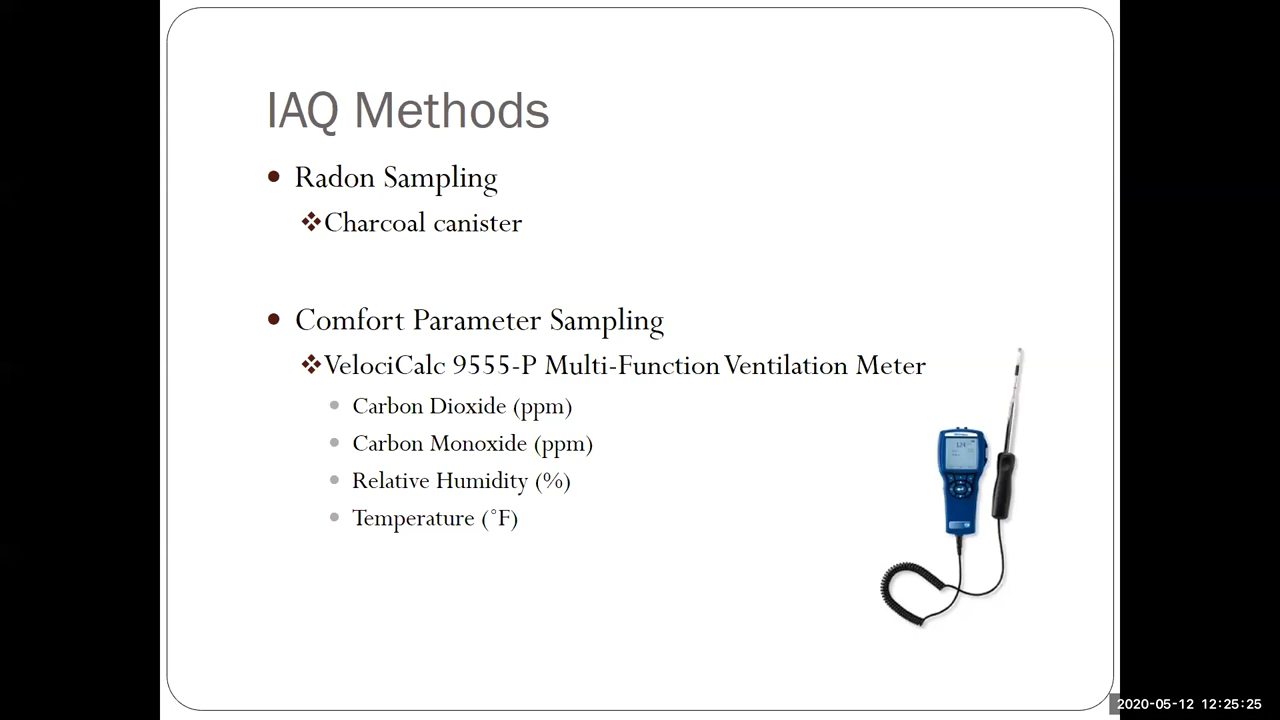 IAQ Methods
Radon Sampling
Charcoal canister
Comfort Parameter Sampling
VelociCalc 9555-P Multi-Function Ventilation Meter
Carbon Dioxide (ppm)
Carbon Monoxide (ppm)
Relative Humidity (%)
Temperature (˚F)
2020-05-12 12:25:25